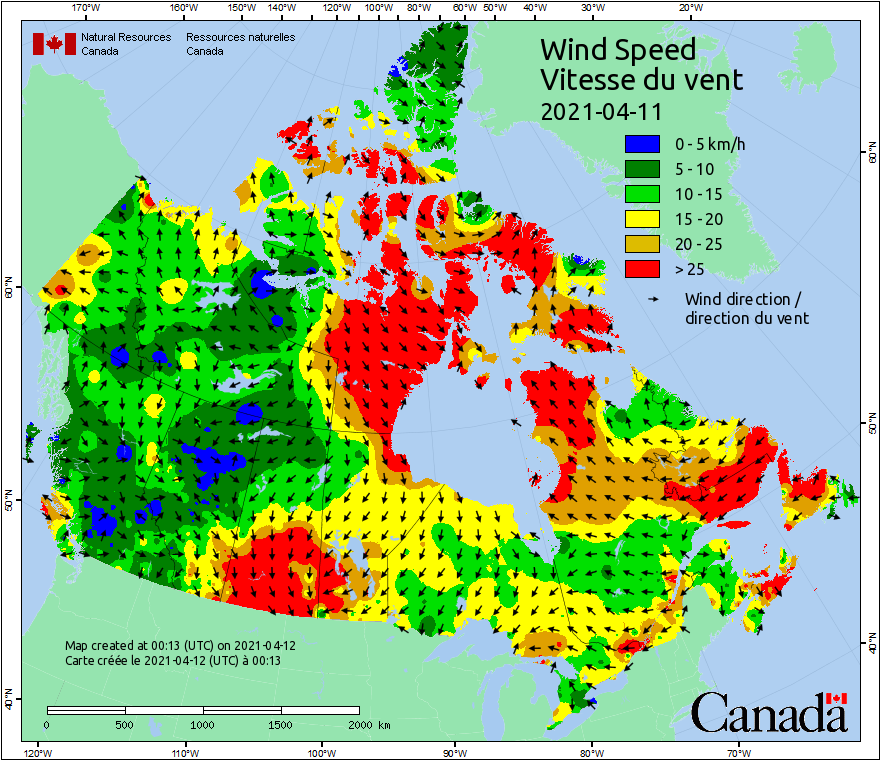 170°W 160°W 150°W 140°W 130°W 120°W 110°W 100°W 90°W 80°W 70°W 60°W 50°W 40°W 30°W 20°W
Natural Resources Ressources naturelles
Canada Canada
Wind Speed
Vitesse du vent
2021-04-11
0 - 5 km/h
5 - 10
10 - 15
15 - 20
20 - 25
> 25
Wind direction /
direction du vent
60°N 60°N
50°N 50°N
40°N 40°N
Map created at 00:13 (UTC) on 2021-04-12
Carte créée le 2021-04-12 (UTC) à 00:13
0 500 1000 1500 2000 km
Canada
120°W 110°W 100°W 90°W 80°W 70°W